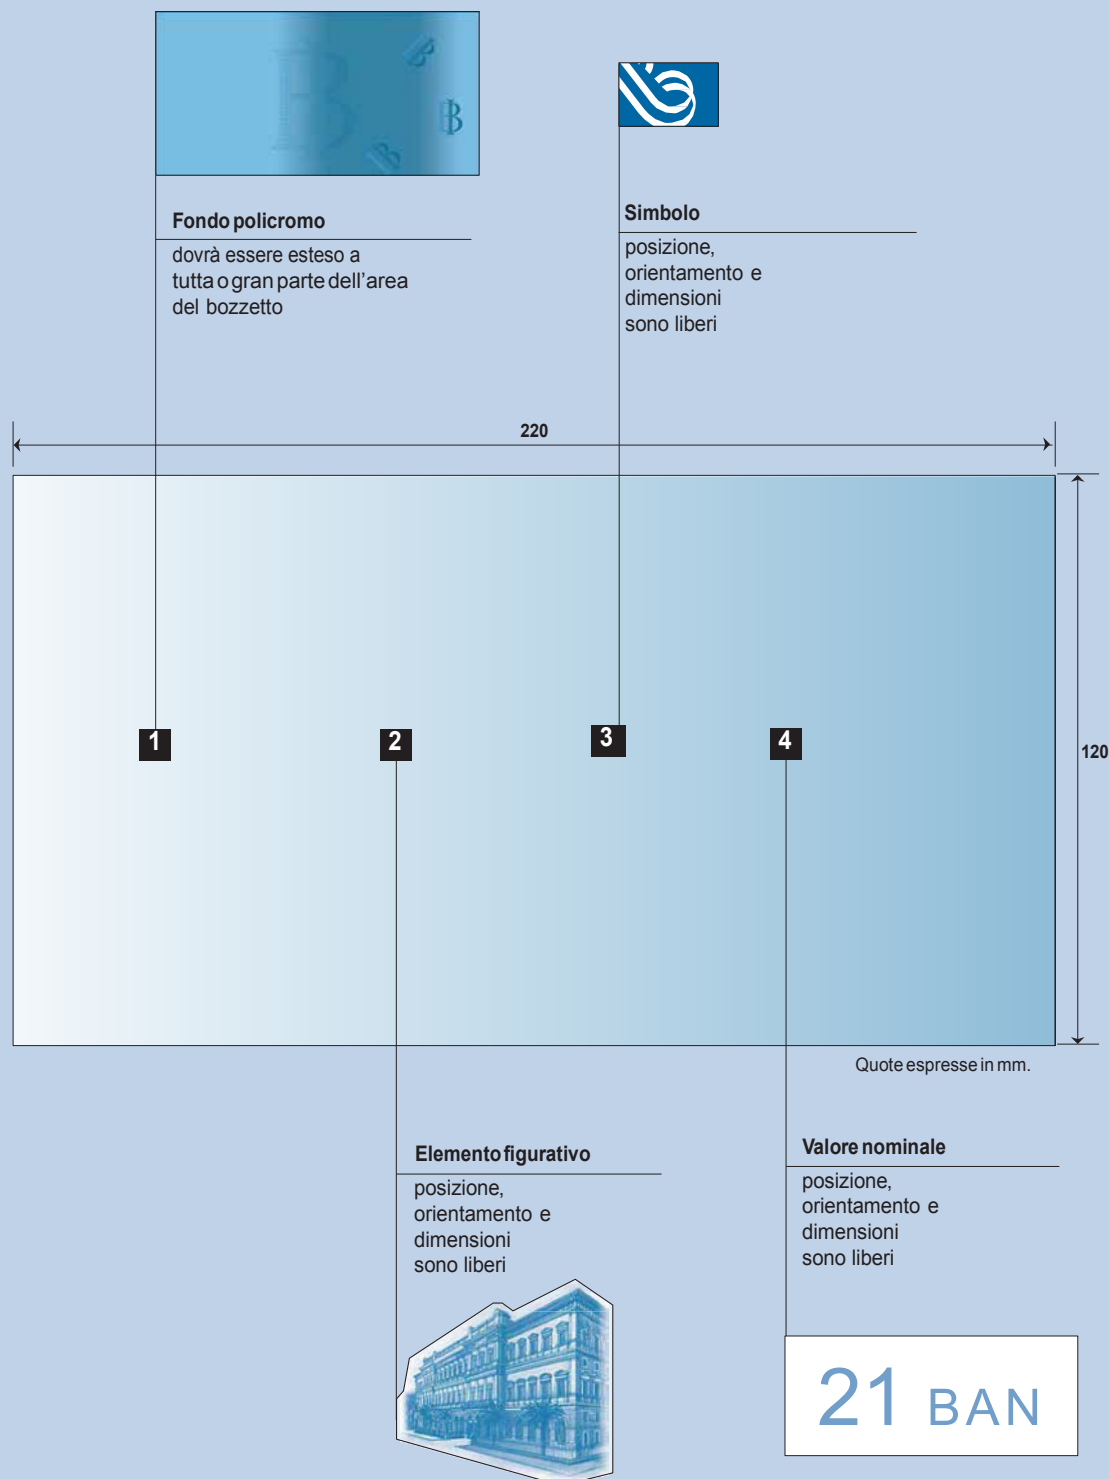 Fondo policromo
dovrà essere esteso a
tutta o gran parte dell'area
del bozzetto
Simbolo
posizione,
orientamento e
dimensioni
sono liberi
220
1
2
3
4
120
Quote espresse in mm.
Elemento figurativo
posizione,
orientamento e
dimensioni
sono liberi
Valore nominale
posizione,
orientamento e
dimensioni
sono liberi
21 BAN